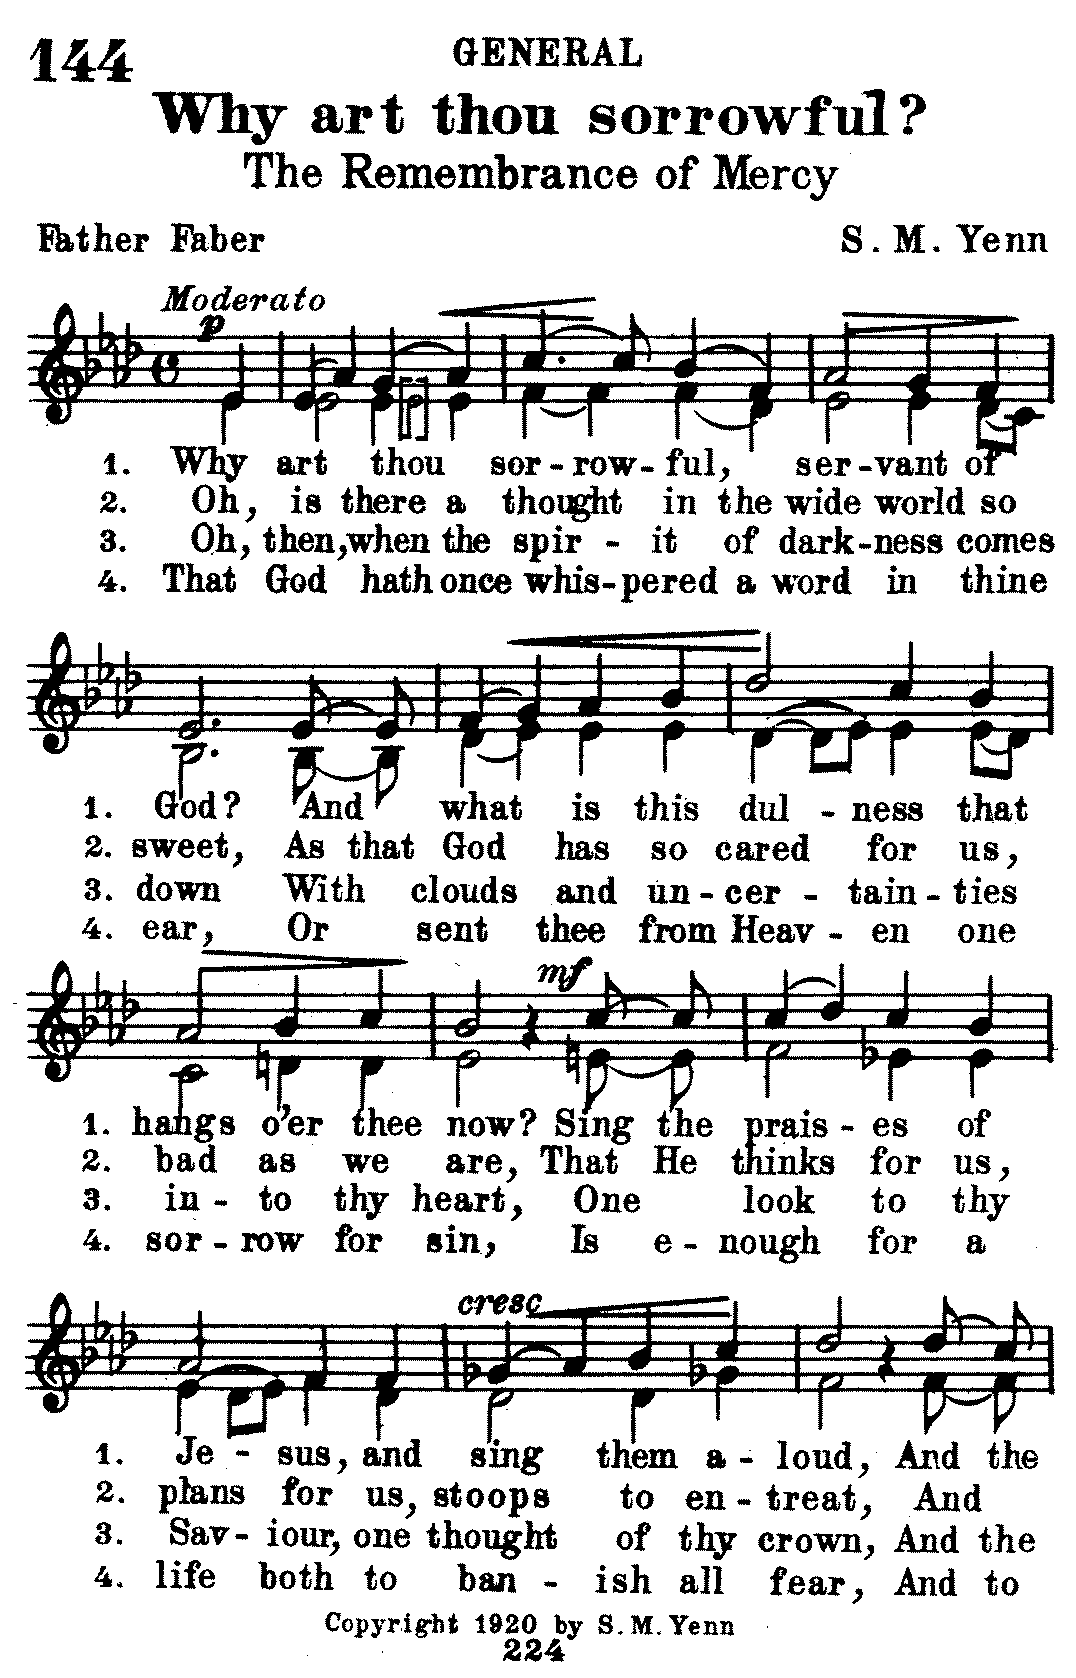 144
GENERAL
Why art thou sorrowful?
The Remembrance of Mercy
Father Faber S. M. Yenn
Moderato
p
1. Why art thou sor-row-ful, ser-vant of
2. Oh, is there a thought in the wide world so
3. Oh, then, when the spir - it of dark-ness comes
4. That God hath once whis-pered a word in thine
1. God? And what is this dul - ness that
2. sweet, As that God has so cared for us,
3. down With clouds and un-cer - tain-ties
4. ear, Or sent thee from Heav - en one
mf
1. hangs o'er thee now? Sing the prais - es of
2. bad as we are, That He thinks for us,
3. in - to thy heart, One look to thy
4. sor-row for sin, Is e - nough for a
cresc
1. Je - sus, and sing them a - loud, And the
2. plans for us, stoops to en-treat, And
3. Sav-iour, one thought of thy crown, And the
4. life both to ban - ish all fear, And to
Copyright 1920 by S. M. Yenn
224